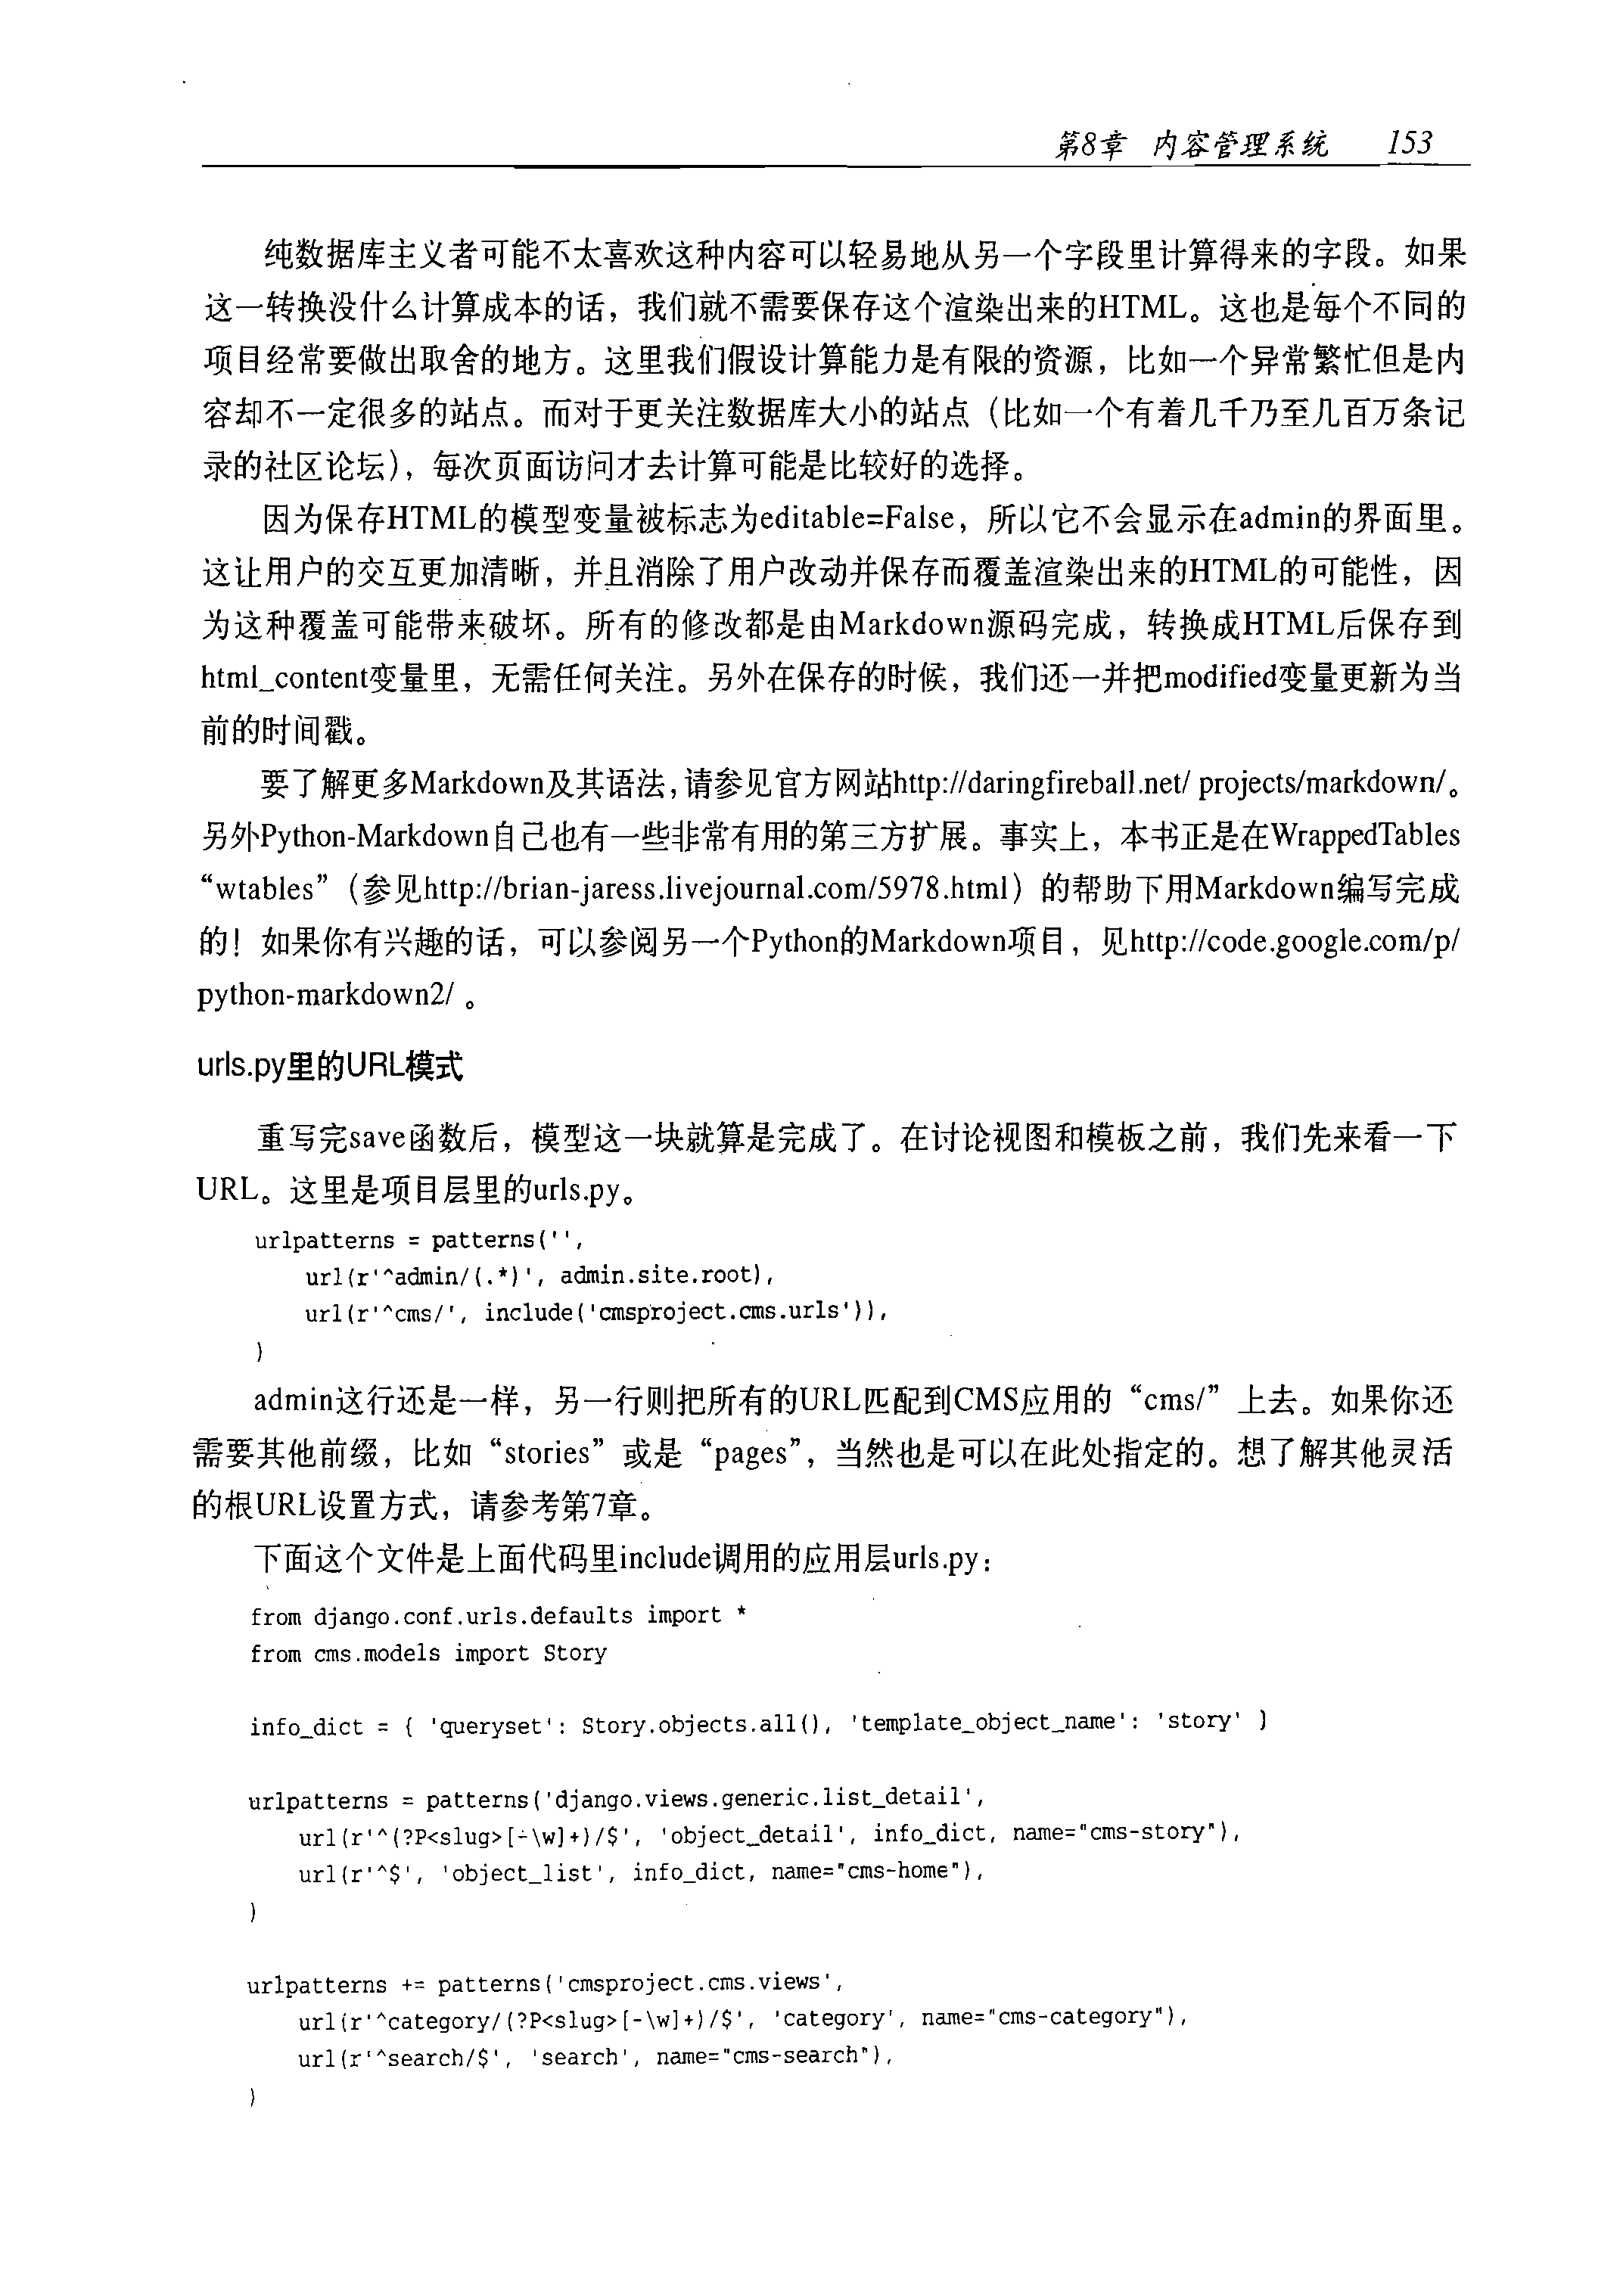 第8章 内容管理系统 153
纯数据库主义者可能不太喜欢这种内容可以轻易地从另一个字段里计算得来的字段。如果
这一转换没什么计算成本的话，我们就不需要保存这个渲染出来的HTML。这也是每个不同的
项目经常要做出取舍的地方。这里我们假设计算能力是有限的资源，比如一个异常繁忙但是内
容却不一定很多的站点。而对于更关注数据库大小的站点（比如一个有着几千乃至几百万条记
录的社区论坛），每次页面访问才去计算可能是比较好的选择。
因为保存HTML的模型变量被标志为editable=False，所以它不会显示在admin的界面里。
这让用户的交互更加清晰，并且消除了用户改动并保存而覆盖渲染出来的HTML的可能性，因
为这种覆盖可能带来破坏。所有的修改都是由Markdown源码完成，转换成HTML后保存到
html_content变量里，无需任何关注。另外在保存的时候，我们还一并把modified变量更新为当
前的时间戳。
要了解更多Markdown及其语法，请参见官方网站http://daringfireball.net/ projects/markdown/。
另外Python-Markdown自己也有一些非常有用的第三方扩展。事实上，本书正是在WrappedTables
“wtables”（参见http://brian-jaress.livejournal.com/5978.html）的帮助下用Markdown编写完成
的！如果你有兴趣的话，可以参阅另一个Python的Markdown项目，见http://code.google.com/p/
python-markdown2/ 。
urls.py里的URL模式
重写完save函数后，模型这一块就算是完成了。在讨论视图和模板之前，我们先来看一下
URL。这里是项目层里的urls.py。
urlpatterns = patterns('',
url(r'^admin/(.*)', admin.site.root),
url(r'^cms/', include('cmsproject.cms.urls')),
)
admin这行还是一样，另一行则把所有的URL匹配到CMS应用的“cms/”上去。如果你还
需要其他前缀，比如“stories”或是“pages”，当然也是可以在此处指定的。想了解其他灵活
的根URL设置方式，请参考第7章。
下面这个文件是上面代码里include调用的应用层urls.py：
from django.conf.urls.defaults import *
from cms.models import Story
info_dict = { 'queryset': Story.objects.all(), 'template_object_name': 'story' }
urlpatterns = patterns('django.views.generic.list_detail',
url(r'^(?P<slug>[-\w]+)/$', 'object_detail', info_dict, name="cms-story"),
url(r'^$', 'object_list', info_dict, name="cms-home"),
)
urlpatterns += patterns('cmsproject.cms.views',
url(r'^category/(?P<slug>[-\w]+)/$', 'category', name="cms-category"),
url(r'^search/$', 'search', name="cms-search"),
)